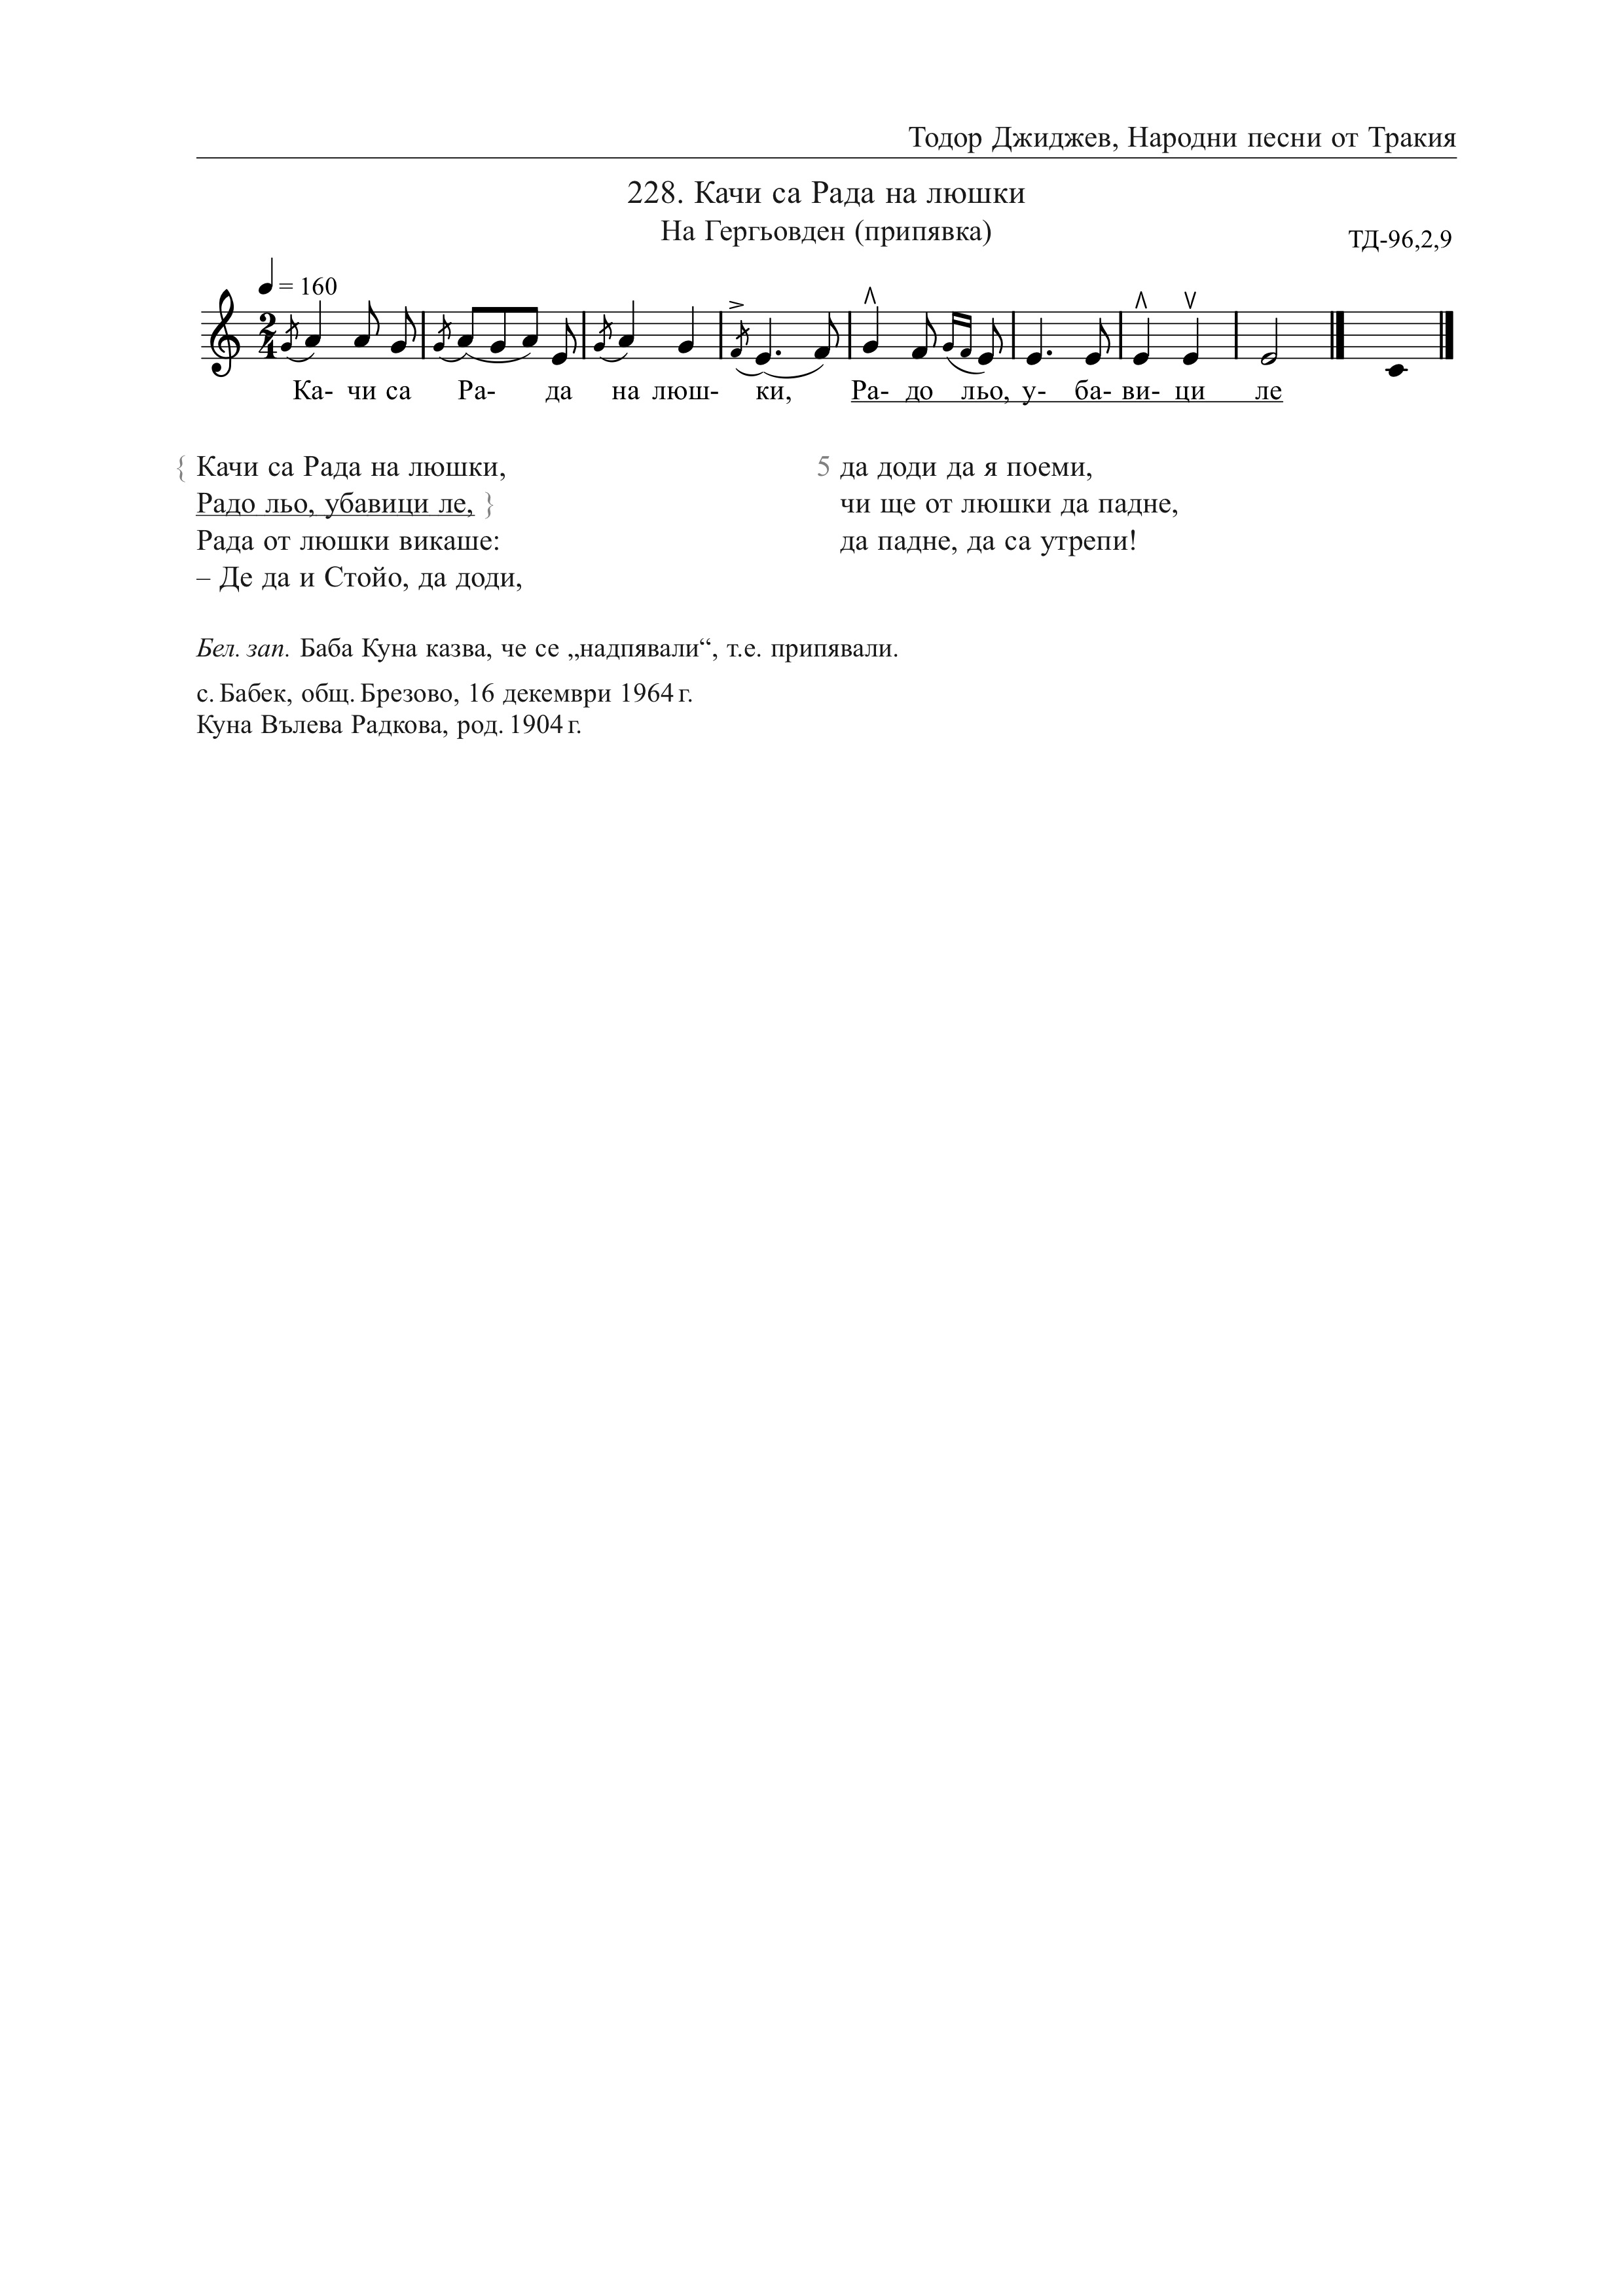 Тодор Джиджев, Народни песни от Тракия
228. Качи са Рада на люшки
На Гергьовден (припявка)
ТД-96,2,9
= 160
Ка- чи са Ра- да на люш- ки, Ра- до льо, у- ба- ви- ци ле
{ Качи са Рада на люшки,
Радо льо, убавици ле, }
Рада от люшки викаше:
– Де да и Стойо, да доди,
5 да доди да я поеми,
чи ще от люшки да падне,
да падне, да са утрепи!
Бел. зап. Баба Куна казва, че се „надпявали“, т.е. припявали.
с. Бабек, общ. Брезово, 16 декември 1964 г.
Куна Вълева Радкова, род. 1904 г.